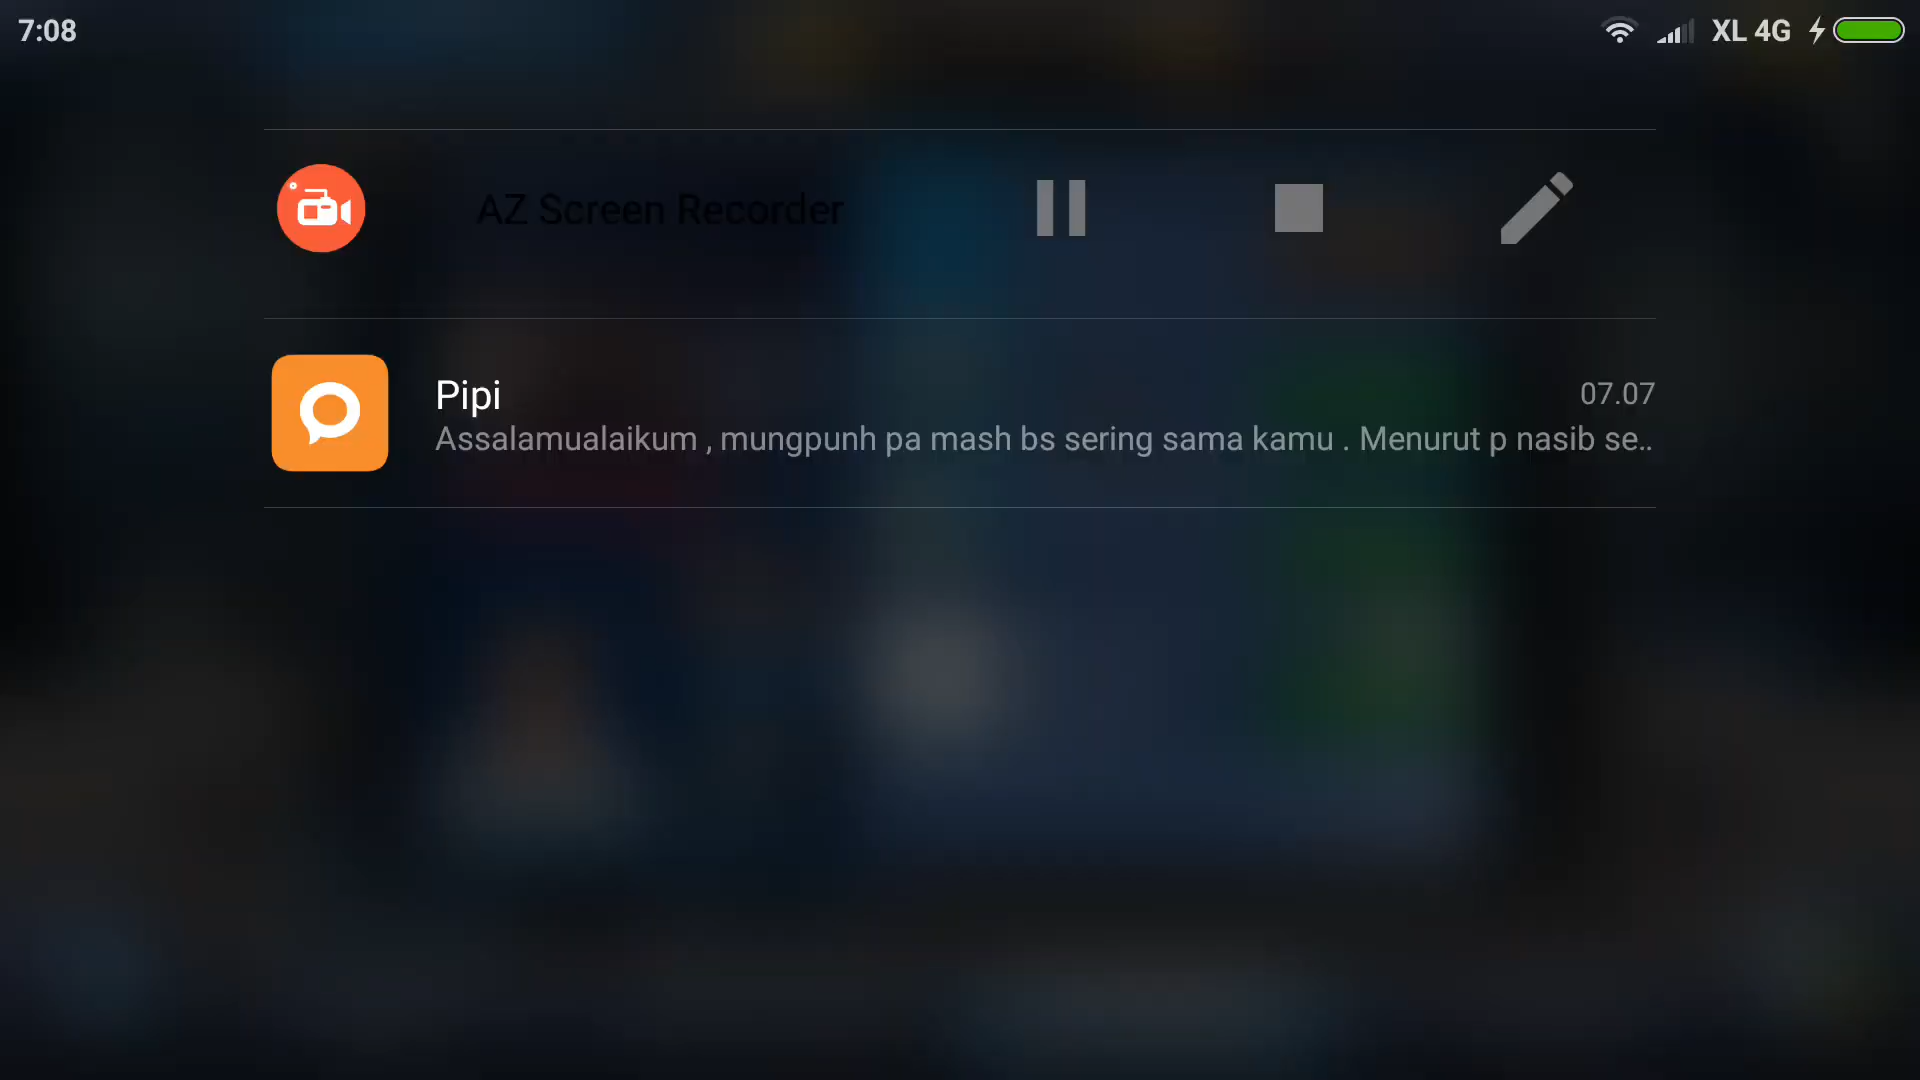 7:08
XL 4G
AZ Screen Recorder
Pipi
07.07
Assalamualaikum , mungpunh pa mash bs sering sama kamu . Menurut p nasib se..